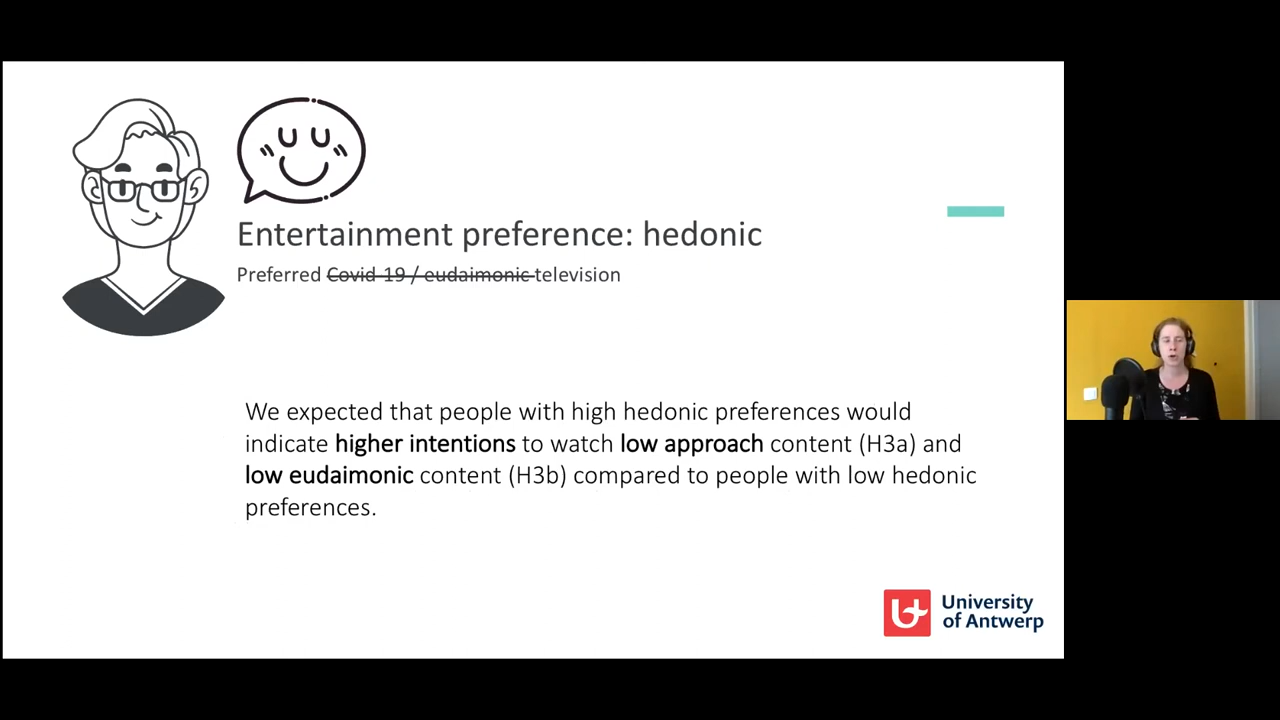 Entertainment preference: hedonic
Preferred Covid-19 / eudaimonic television
We expected that people with high hedonic preferences would
indicate higher intentions to watch low approach content (H3a) and
low eudaimonic content (H3b) compared to people with low hedonic
preferences.
University
of Antwerp